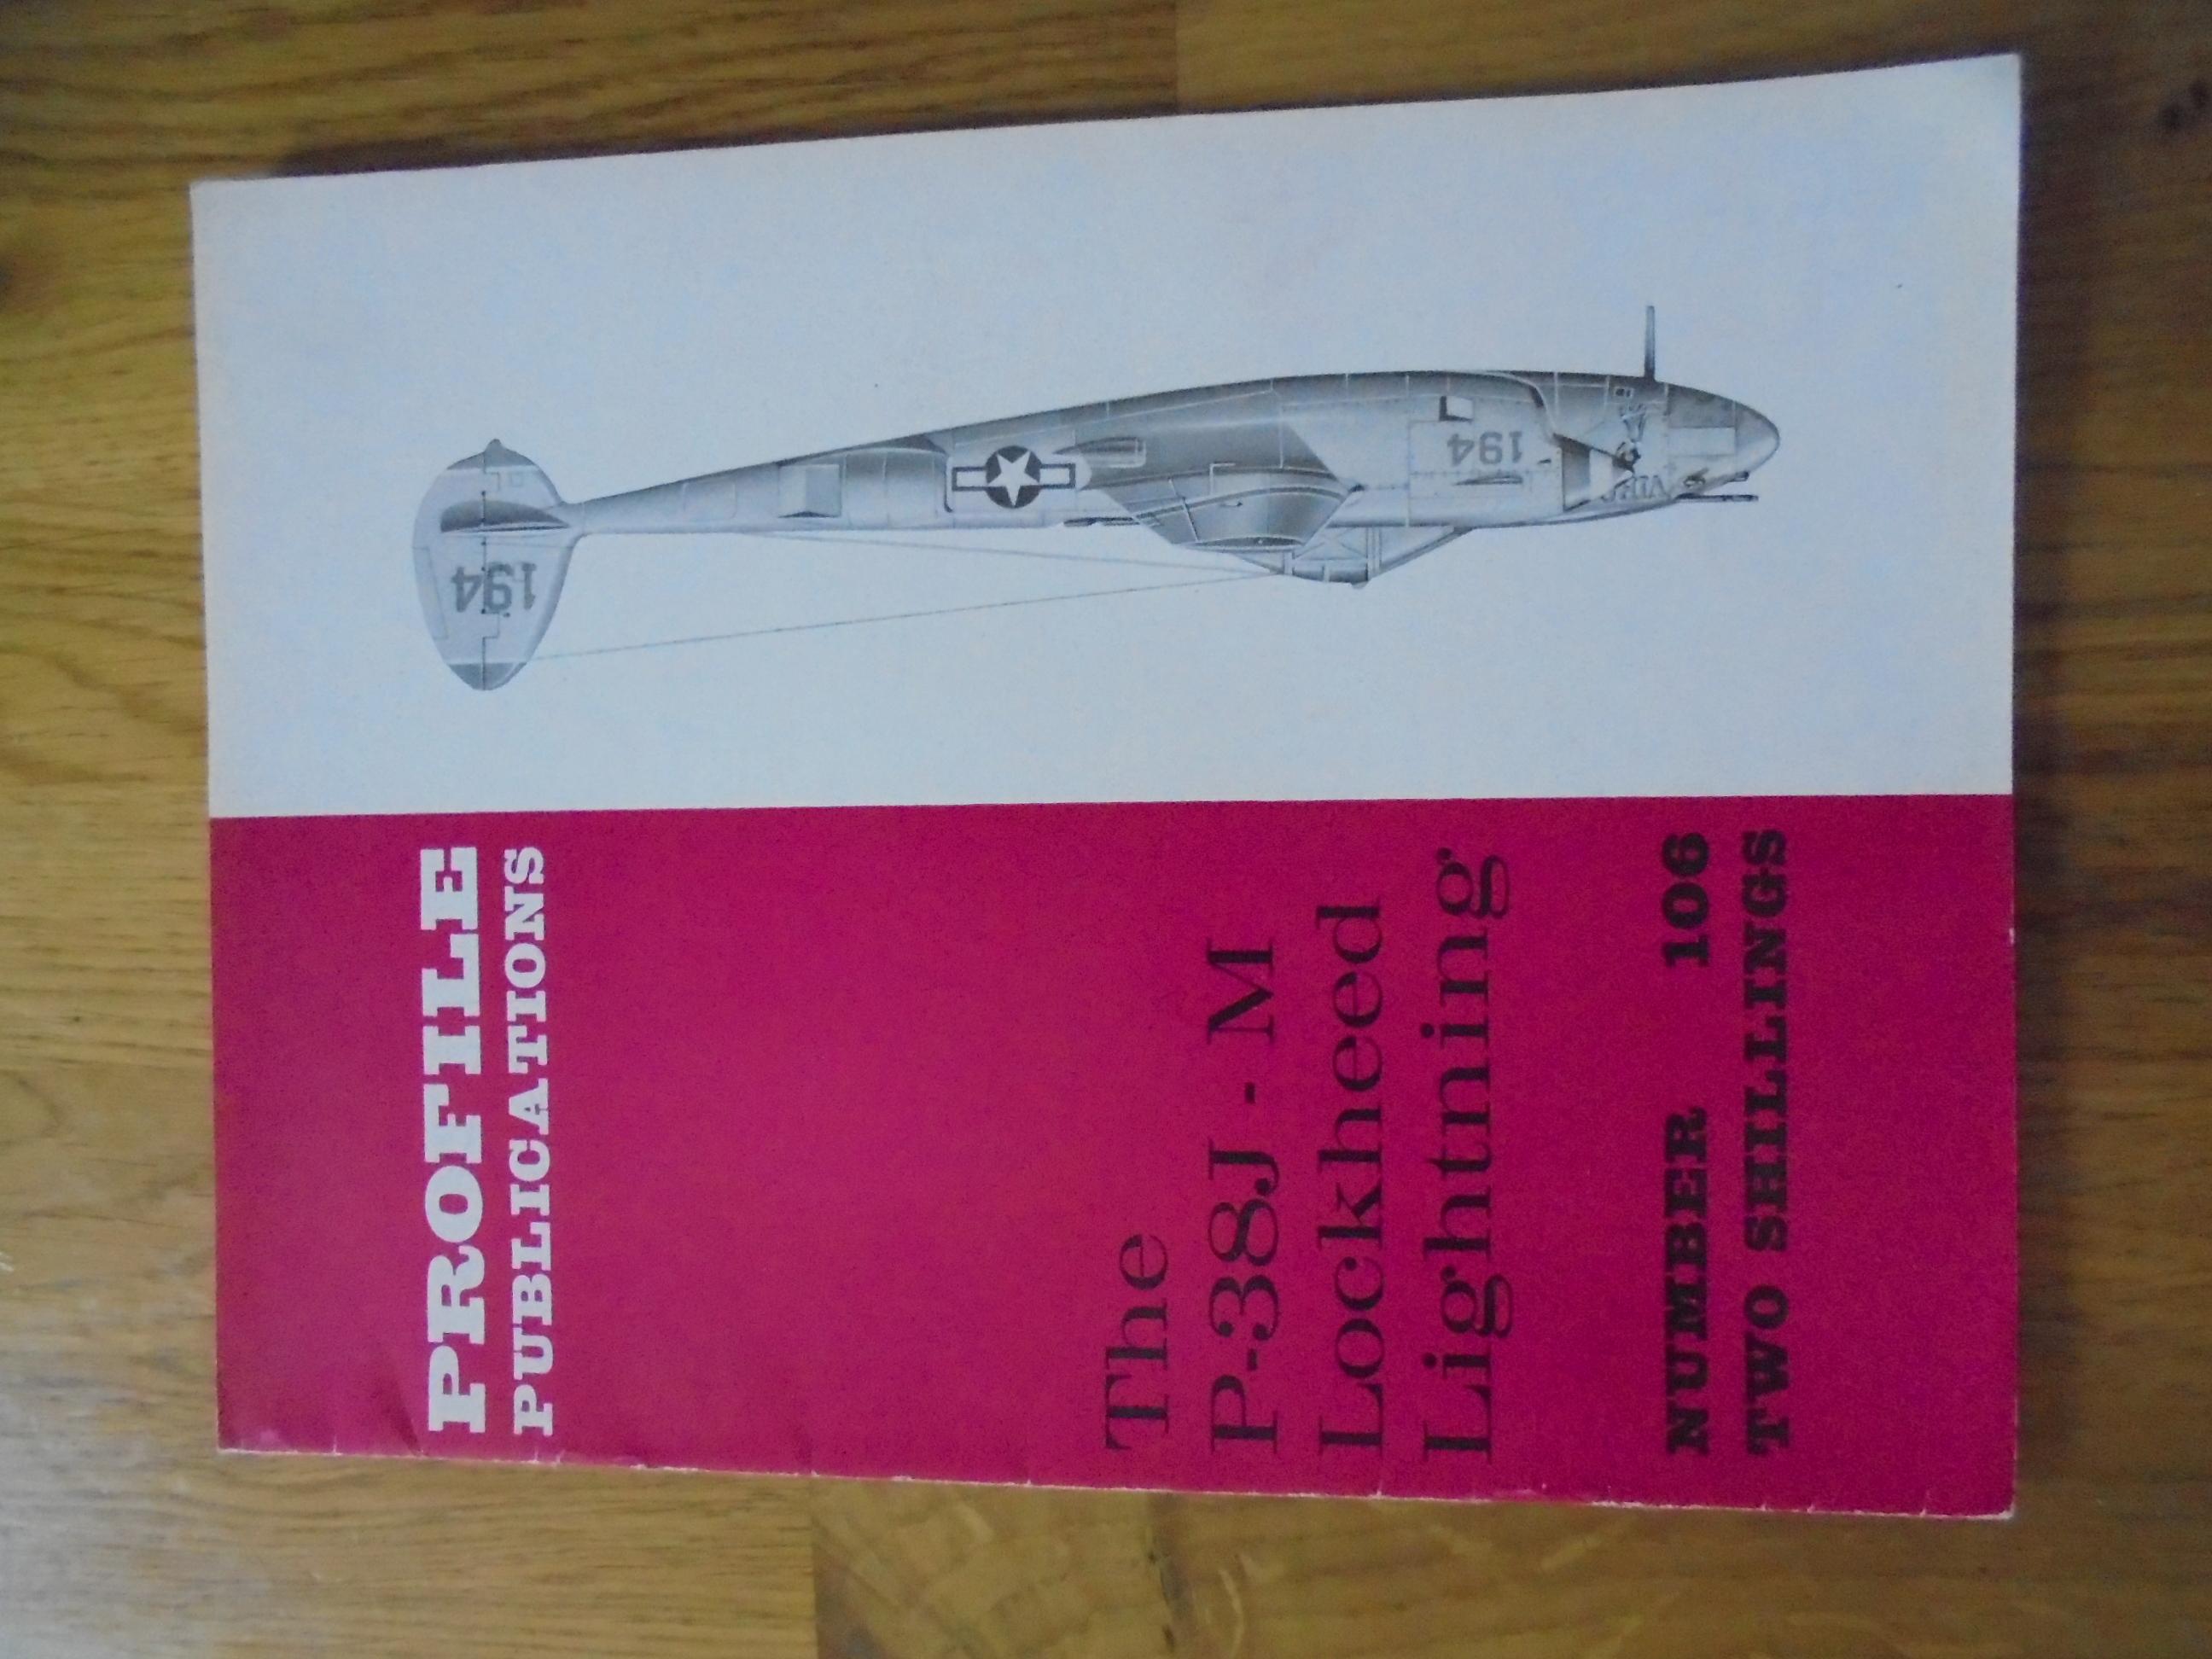 PROFILE
PUBLICATIONS
The
P-38J - M
Lockheed
Lightning
NUMBER 106
TWO SHILLINGS
194
194